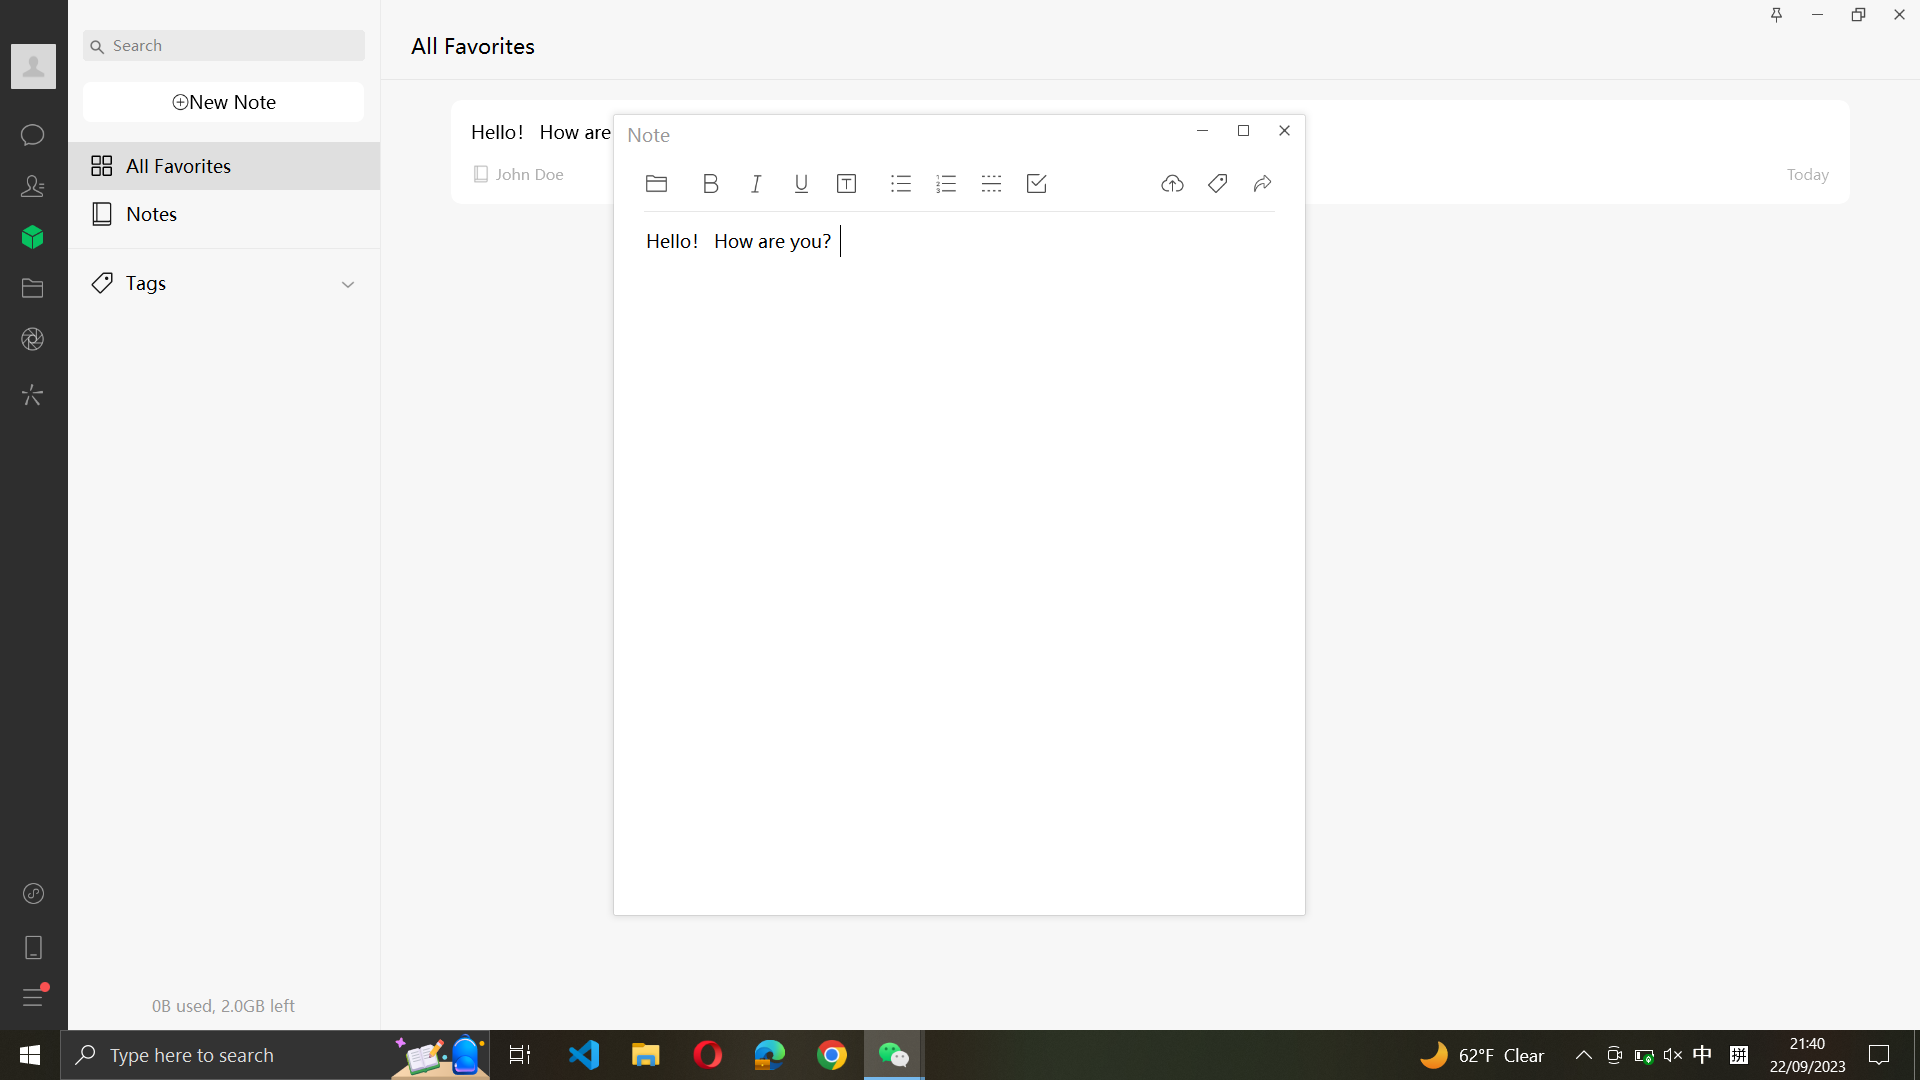 Search
New Note
All Favorites
Notes
Tags
0B used, 2.0GB left
All Favorites
Hello! How are
John Doe
Today
Note
Hello! How are you?
Type here to search
62°F Clear
中
拼
21:40
22/09/2023